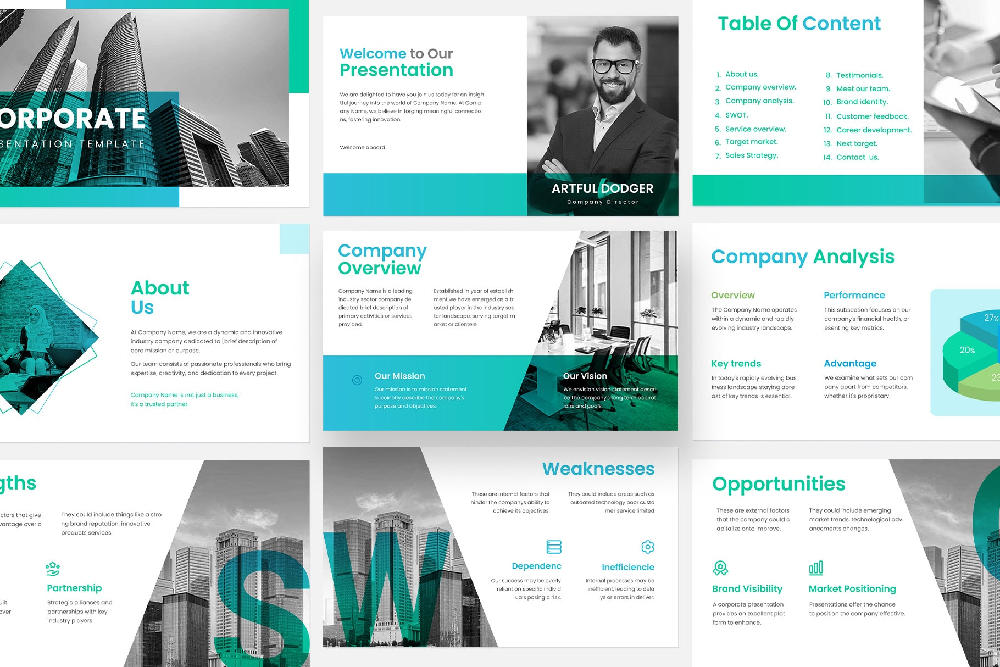 ORPORATE
SENTATION TEMPLATE
Welcome to Our
Presentation
We are delighted to have you join us today for an insigh
tful journey into the world of Company Name. At Comp
any Name, we believe in forging meaningful connectio
ns, fostering innovation.
Welcome aboard!
ARTFUL DODGER
Company Director
Table Of Content
1. About us.
2. Company overview.
3. Company analysis.
4. SWOT.
5. Service overview.
6. Target market.
7. Sales Strategy.
8. Testimonials.
9. Meet our team.
10. Brand identity.
11. Customer feedback.
12. Career development.
13. Next target.
14. Contact us.
About
Us
At Company Name, we are a dynamic and innovative
industry company dedicated to [brief description of
core mission or purpose.
Our team consists of passionate professionals who bring
expertise, creativity, and dedication to every project.
Company Name is not just a business;
it's a trusted partner.
Company
Overview
Company Name is a leading
industry sector company de
dicated brief description of
primary activities or services
provided.
Established in year of establish
ment we have emerged as a tr
usted player in the industry sec
tor landscape, serving target m
arket or clientele.
Our Mission
Our mission is to mission statement
succinctly describe the company's
purpose and objectives.
Our Vision
We envision vision statement descri
be the company's long term aspirat
ions and goals.
Company Analysis
Overview
The Company Name operates
within a dynamic and rapidly
evolving industry landscape.
Performance
This subsection focuses on our
company's financial health, pr
esenting key metrics.
Key trends
In today's rapidly evolving bus
iness landscape staying abre
ast of key trends is essential.
Advantage
We examine what sets our com
pany apart from competitors,
whether it's proprietary.
27%
20%
23
gths
ctors that give
vantage over o
They could include things like a stro
ng brand reputation, innovative
products services.
uilt
over
Partnership
Strategic alliances and
partnerships with key
industry players.
S
Weaknesses
These are internal factors that
hinder the companys ability to
achieve its objectives.
They could include areas such as
outdated technology poor custo
mer service limited
Dependenc
Our success may be overly
reliant on specific individ
uals posing a risk.
Inefficiencie
Internal processes may be
inefficient, leading to dela
ys or errors in deliver.
W
Opportunities
These are external factors
that the company could c
apitalize onto improve.
They could include emerging
market trends, technological adv
ancements changes.
Brand Visibility
A corporate presentation
provides an excellent plat
form to enhance.
Market Positioning
Presentations offer the chance
to position the company effective.